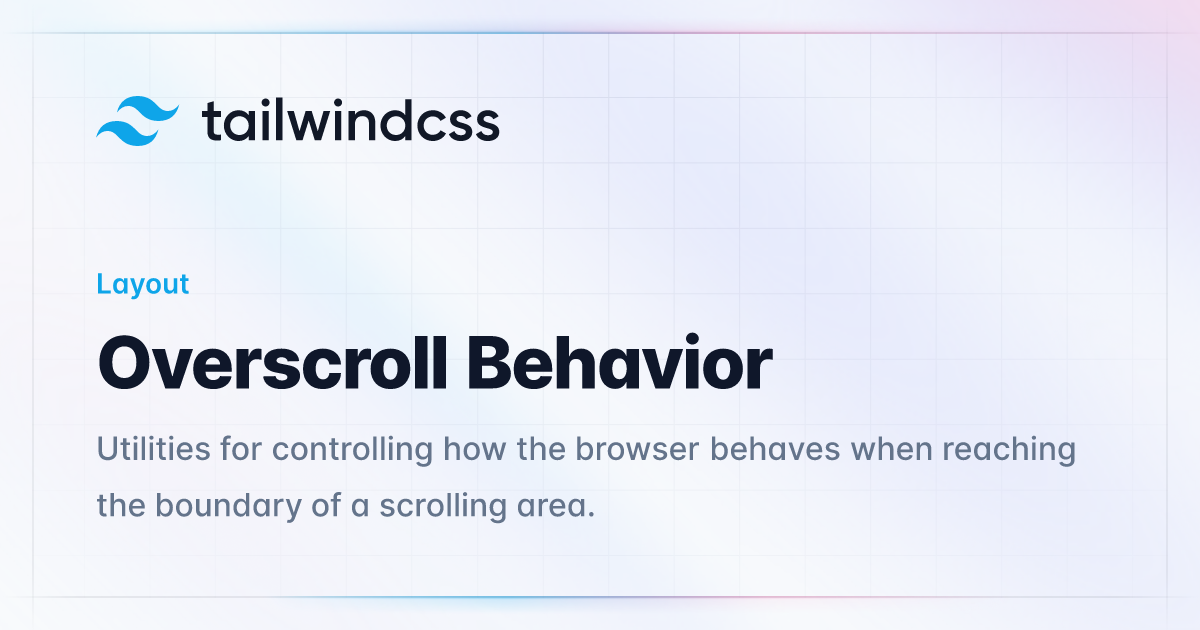 tailwindcss
Layout
Overscroll Behavior
Utilities for controlling how the browser behaves when reaching
the boundary of a scrolling area.